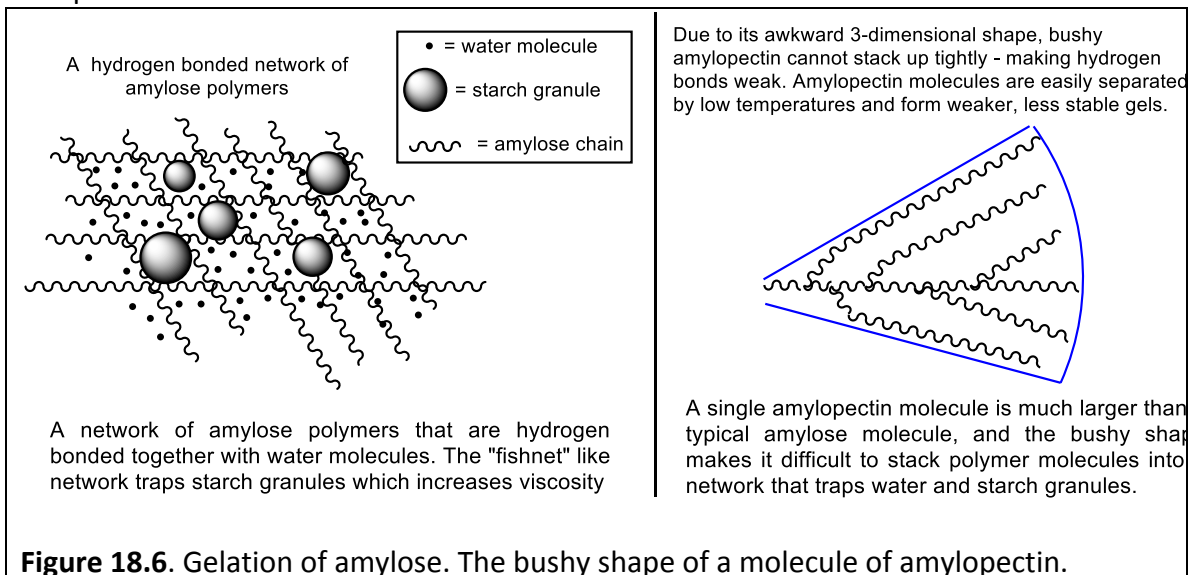 A hydrogen bonded network of
amylose polymers
= water molecule
= starch granule
= amylose chain
A network of amylose polymers that are hydrogen
bonded together with water molecules. The "fishnet" like
network traps starch granules which increases viscosity
Due to its awkward 3-dimensional shape, bushy
amylopectin cannot stack up tightly - making hydrogen
bonds weak. Amylopectin molecules are easily separated
by low temperatures and form weaker, less stable gels.
A single amylopectin molecule is much larger than
typical amylose molecule, and the bushy shap
makes it difficult to stack polymer molecules into
network that traps water and starch granules.
Figure 18.6. Gelation of amylose. The bushy shape of a molecule of amylopectin.